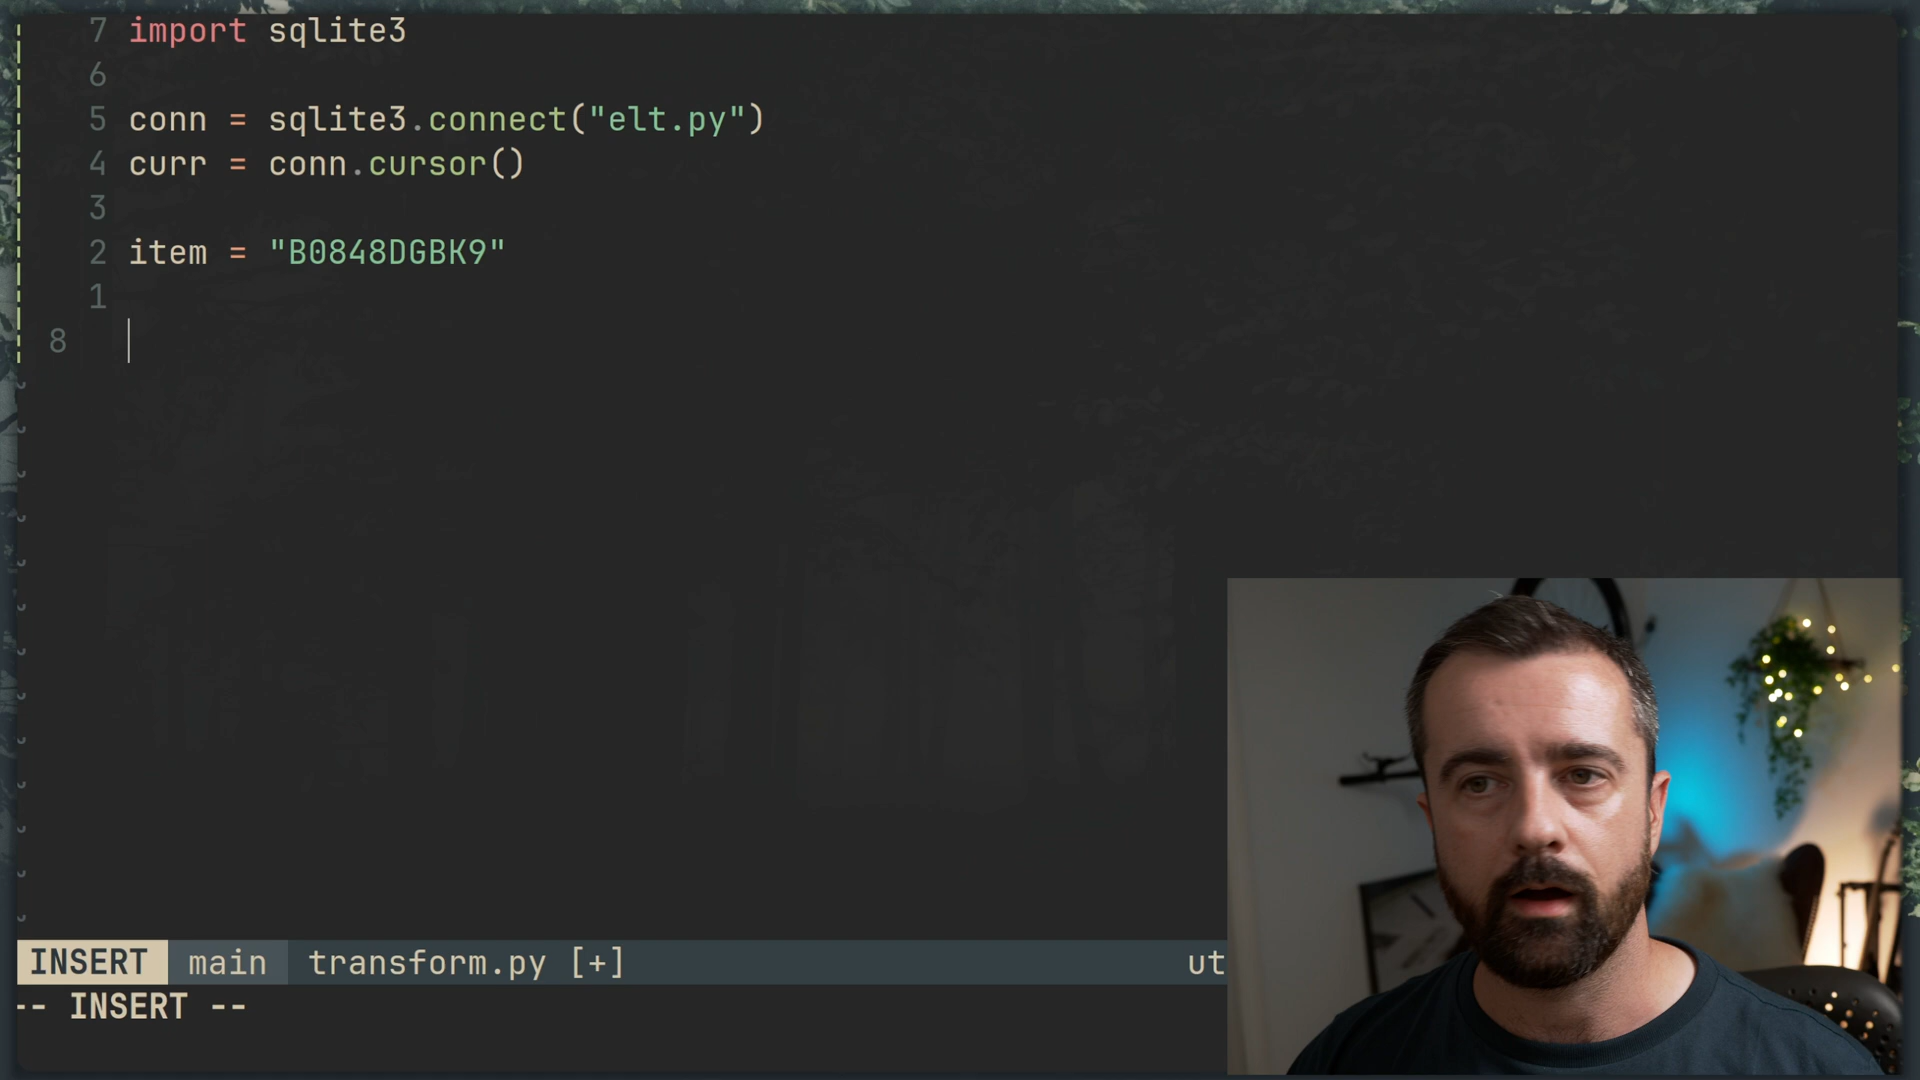 7 import sqlite3
6
5 conn = sqlite3.connect("elt.py")
4 curr = conn.cursor()
3
2 item = "B0848DGBK9"
1
8
INSERT main transform.py [+] ut
-- INSERT --